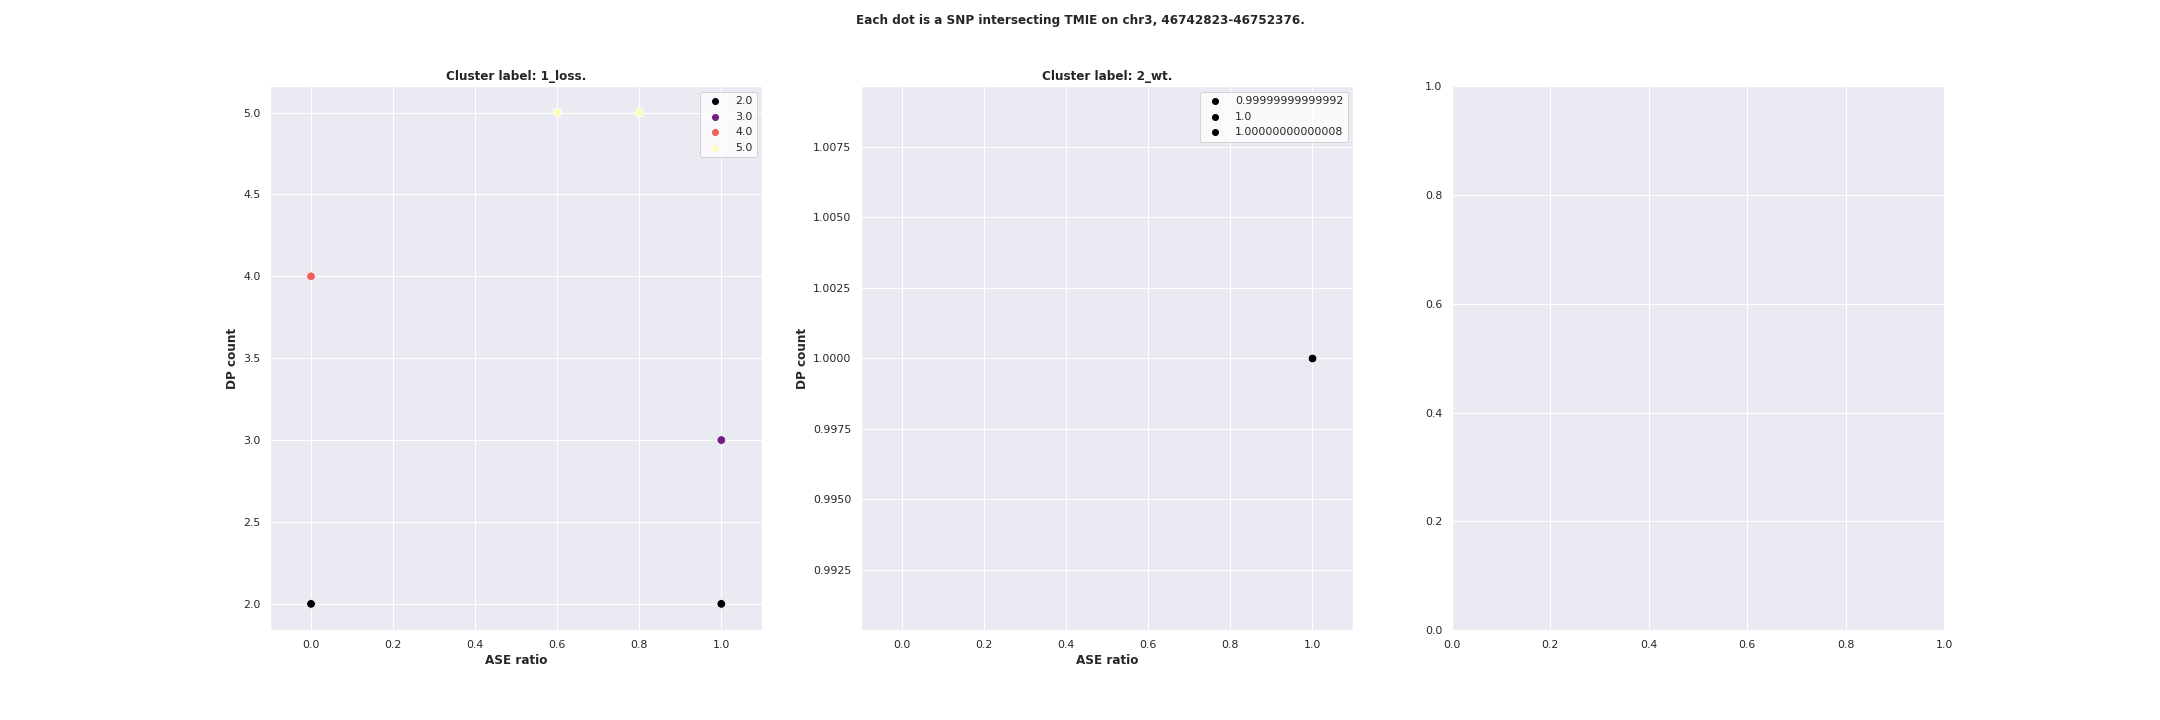 Each dot is a SNP intersecting TMIE on chr3, 46742823-46752376.
Cluster label: 1_loss.
2.0
3.0
4.0
5.0
5.0
4.5
4.0
3.5
3.0
2.5
2.0
DP count
0.0 0.2 0.4 0.6 0.8 1.0
ASE ratio
Cluster label: 2_wt.
0.99999999999992
1.0
1.00000000000008
1.0075
1.0050
1.0025
1.0000
0.9975
0.9950
0.9925
DP count
0.0 0.2 0.4 0.6 0.8 1.0
ASE ratio
1.0
0.8
0.6
0.4
0.2
0.0
0.0 0.2 0.4 0.6 0.8 1.0